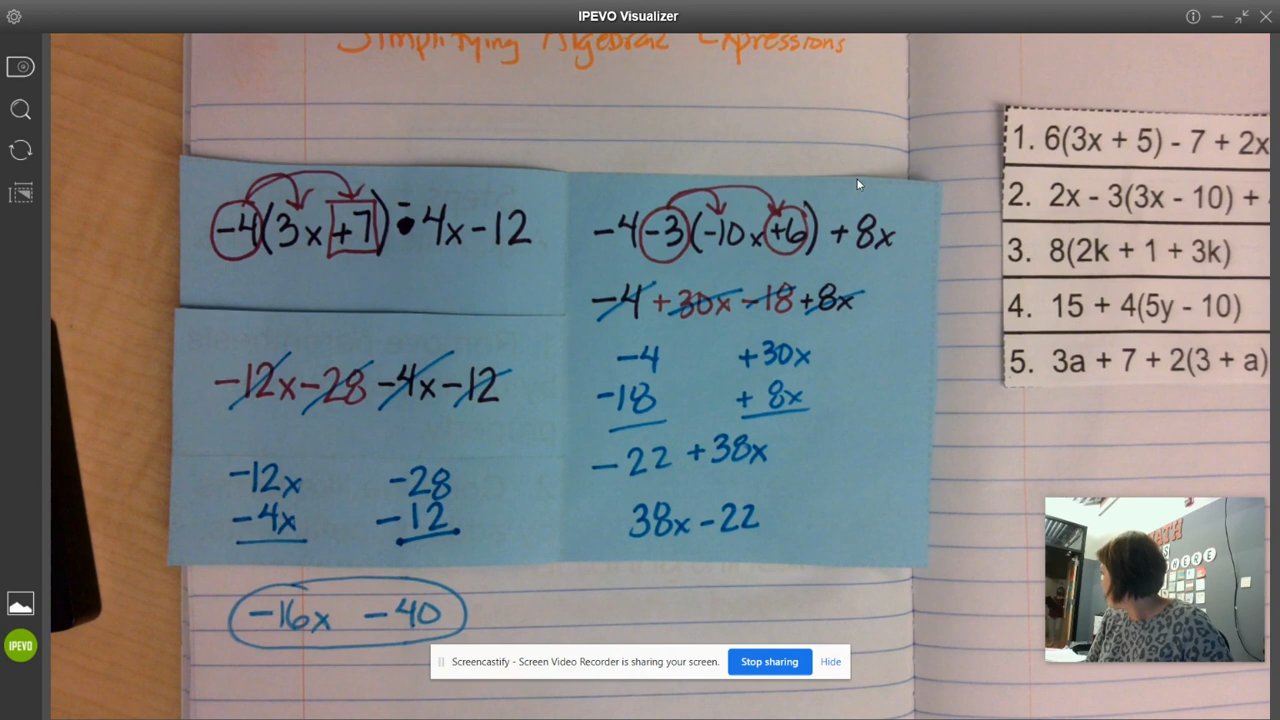 IPEVO Visualizer
Simplifying Algebraic Expressions
-4(3x +7) - 4x - 12
-12x - 28 - 4x - 12
-12x -28
-4x -12
-16x - 40
-4 -3(-10x +6) + 8x
-4 + 30x - 18 + 8x
-4 +30x
-18 + 8x
-22 + 38x
38x - 22
1. 6(3x + 5) - 7 + 2x
2. 2x - 3(3x - 10) +
3. 8(2k + 1 + 3k)
4. 15 + 4(5y - 10)
5. 3a + 7 + 2(3 + a)
MATH
HERE
IPEVO
Screencastify - Screen Video Recorder is sharing your screen. Stop sharing Hide